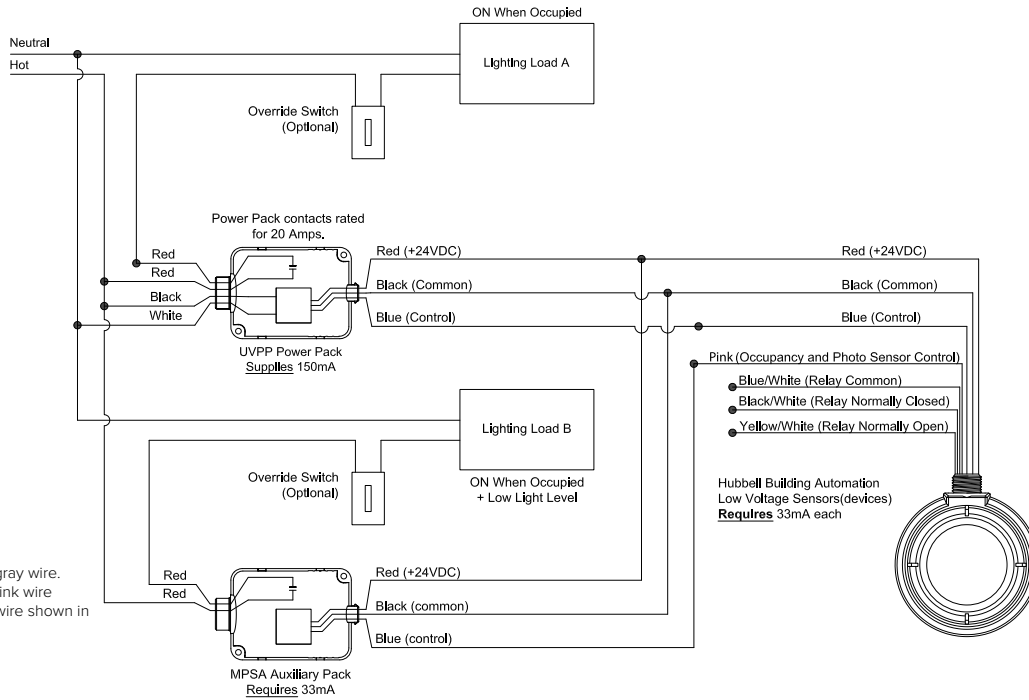 ON When Occupied
Neutral
Hot
Lighting Load A
Override Switch
(Optional)
Power Pack contacts rated
for 20 Amps.
Red
Red
Black
White
Red (+24VDC)
Black (Common)
Blue (Control)
Red (+24VDC)
Black (Common)
Blue (Control)
UVPP Power Pack
Supplies 150mA
Pink (Occupancy and Photo Sensor Control)
Blue/White (Relay Common)
Black/White (Relay Normally Closed)
Yellow/White (Relay Normally Open)
Lighting Load B
Override Switch
(Optional)
ON When Occupied
+ Low Light Level
Hubbell Building Automation
Low Voltage Sensors(devices)
Requires 33mA each
gray wire.
ink wire
wire shown in
Red
Red
Red (+24VDC)
Black (common)
Blue (control)
MPSA Auxiliary Pack
Requires 33mA